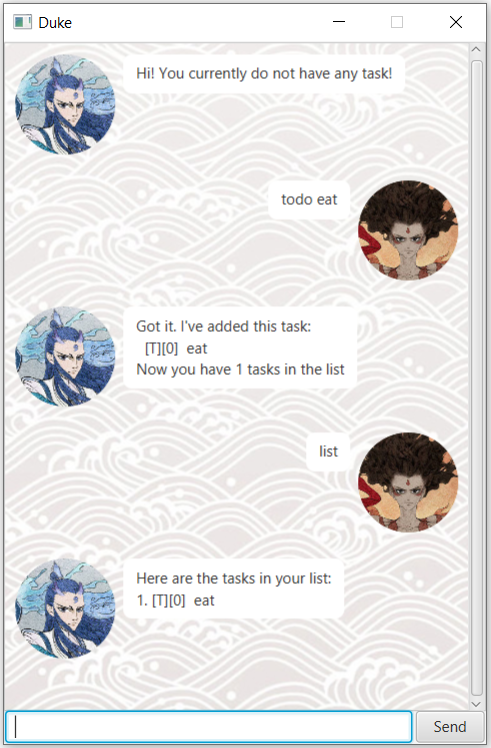 Duke
Hi! You currently do not have any task!
todo eat
Got it. I've added this task:
[T][0]  eat
Now you have 1 tasks in the list
list
Here are the tasks in your list:
1. [T][0]  eat
Send